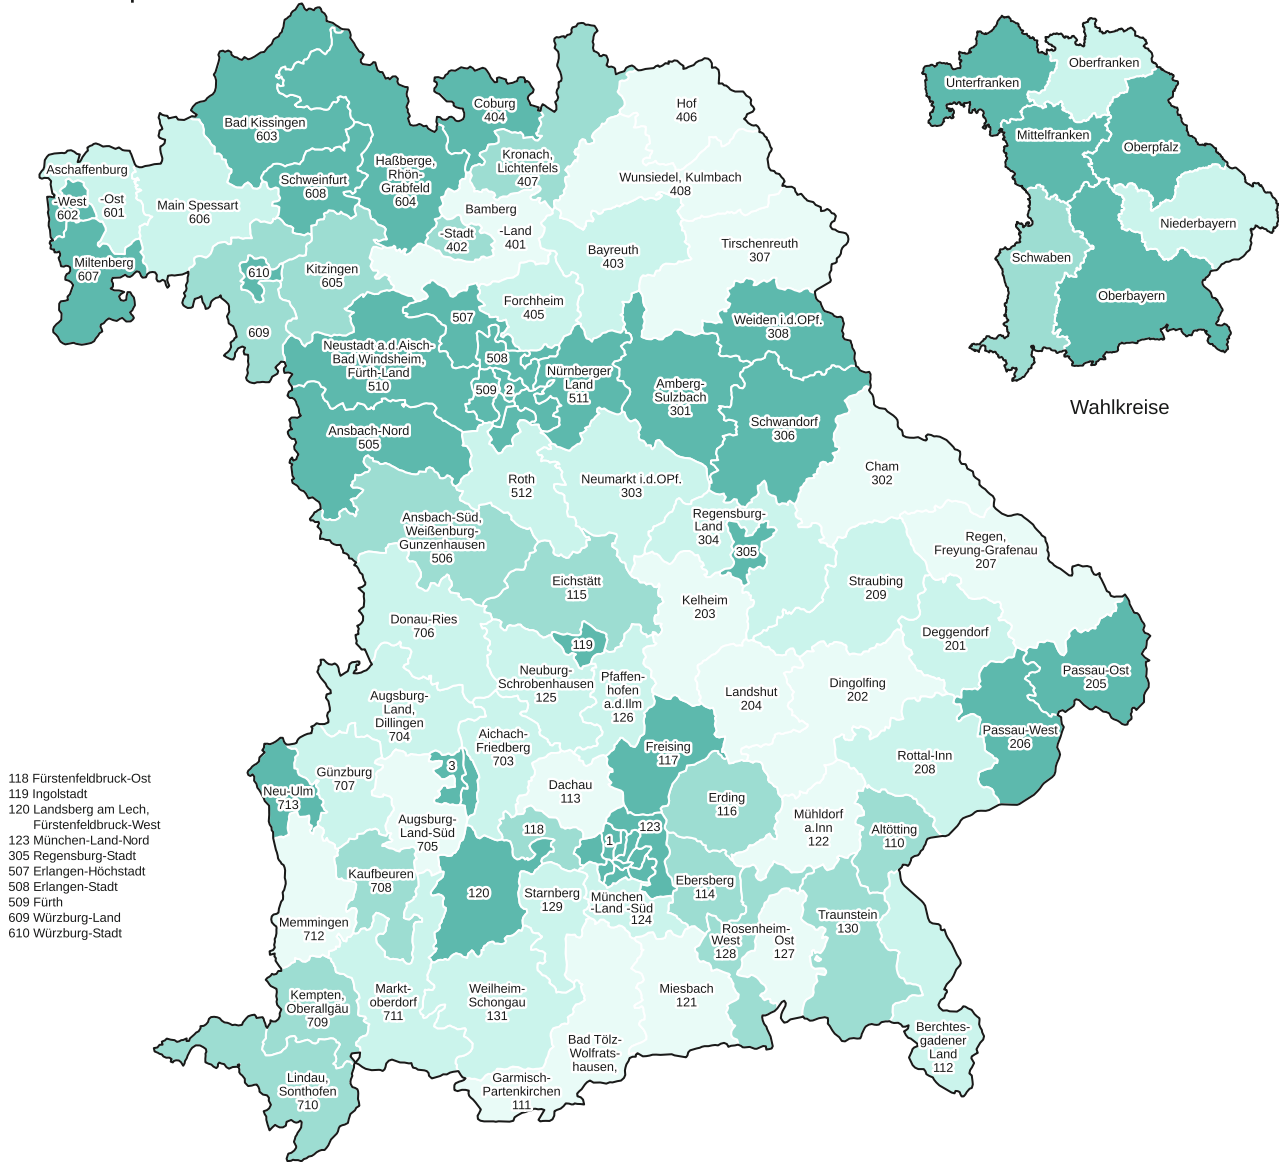 Coburg
404
Hof
406
Bad Kissingen
603
Haßberge,
Rhön-
Grabfeld
604
Kronach,
Lichtenfels
407
Aschaffenburg
-West
602
-Ost
601
Schweinfurt
608
Wunsiedel, Kulmbach
408
Main Spessart
606
Bamberg
-Stadt
402
-Land
401
Bayreuth
403
Tirschenreuth
307
Miltenberg
607
610
Kitzingen
605
Forchheim
405
507
609
Weiden i.d.OPf.
308
Neustadt a.d.Aisch-
Bad Windsheim,
Fürth-Land
510
508
509
2
Nürnberger
Land
511
Amberg-
Sulzbach
301
Schwandorf
306
Ansbach-Nord
505
Cham
302
Roth
512
Neumarkt i.d.OPf.
303
Regensburg-
Land
304
305
Ansbach-Süd,
Weißenburg-
Gunzenhausen
506
Regen,
Freyung-Grafenau
207
Eichstätt
115
Straubing
209
Kelheim
203
Donau-Ries
706
119
Deggendorf
201
Neuburg-
Schrobenhausen
125
Pfaffen-
hofen
a.d.Ilm
126
Passau-Ost
205
Landshut
204
Dingolfing
202
Augsburg-
Land,
Dillingen
704
Passau-West
206
Aichach-
Friedberg
703
Freising
117
Rottal-Inn
208
3
Günzburg
707
Neu-Ulm
713
Dachau
113
Erding
116
Mühldorf
a.Inn
122
Augsburg-
Land-Süd
705
118
1
123
Altötting
110
Kaufbeuren
708
120
Starnberg
129
München
-Land -Süd
124
Ebersberg
114
Memmingen
712
Rosenheim-
West
128
Ost
127
Traunstein
130
Kempten,
Oberallgäu
709
Markt-
oberdorf
711
Weilheim-
Schongau
131
Miesbach
121
Bad Tölz-
Wolfrats-
hausen,
Garmisch-
Partenkirchen
111
Berchtes-
gadener
Land
112
Lindau,
Sonthofen
710
Unterfranken
Oberfranken
Mittelfranken
Oberpfalz
Niederbayern
Schwaben
Oberbayern
Wahlkreise
118 Fürstenfeldbruck-Ost
119 Ingolstadt
120 Landsberg am Lech,
Fürstenfeldbruck-West
123 München-Land-Nord
305 Regensburg-Stadt
507 Erlangen-Höchstadt
508 Erlangen-Stadt
509 Fürth
609 Würzburg-Land
610 Würzburg-Stadt